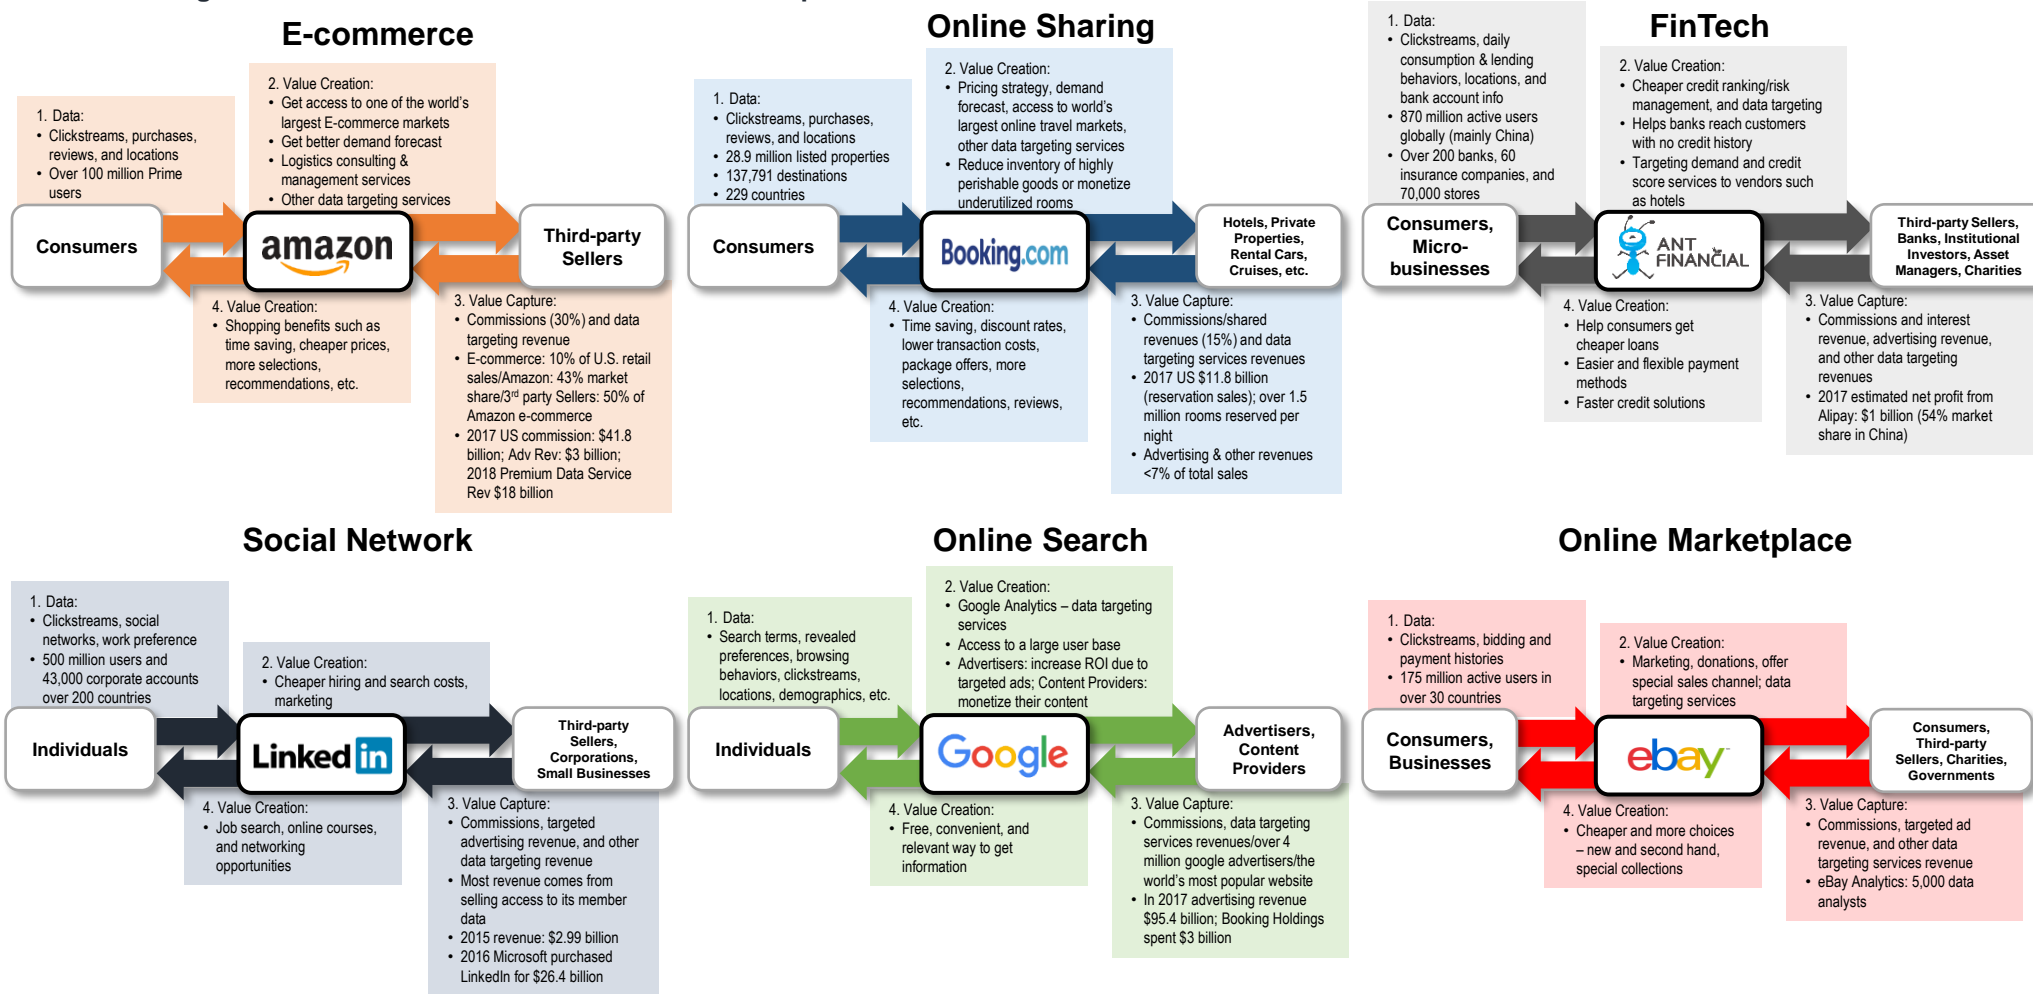 E-commerce
1. Data:
• Clickstreams, purchases,
reviews, and locations
• Over 100 million Prime
users
2. Value Creation:
• Get access to one of the world's
largest E-commerce markets
• Get better demand forecast
• Logistics consulting &
management services
• Other data targeting services
Consumers
amazon
Third-party
Sellers
4. Value Creation:
• Shopping benefits such as
time saving, cheaper prices,
more selections,
recommendations, etc.
3. Value Capture:
• Commissions (30%) and data
targeting revenue
• E-commerce: 10% of U.S. retail
sales/Amazon: 43% market
share/3rd party Sellers: 50% of
Amazon e-commerce
• 2017 US commission: $41.8
billion; Adv Rev: $3 billion;
2018 Premium Data Service
Rev $18 billion
Online Sharing
1. Data:
• Clickstreams, purchases,
reviews, and locations
• 28.9 million listed properties
• 137,791 destinations
• 229 countries
2. Value Creation:
• Pricing strategy, demand
forecast, access to world's
largest online travel markets,
other data targeting services
• Reduce inventory of highly
perishable goods or monetize
underutilized rooms
Consumers
Booking.com
Hotels, Private
Properties,
Rental Cars,
Cruises, etc.
4. Value Creation:
• Time saving, discount rates,
lower transaction costs,
package offers, more
selections,
recommendations, reviews,
etc.
3. Value Capture:
• Commissions/shared
revenues (15%) and data
targeting services revenues
• 2017 US $11.8 billion
(reservation sales); over 1.5
million rooms reserved per
night
• Advertising & other revenues
<7% of total sales
FinTech
1. Data:
• Clickstreams, daily
consumption & lending
behaviors, locations, and
bank account info
• 870 million active users
globally (mainly China)
• Over 200 banks, 60
insurance companies, and
70,000 stores
2. Value Creation:
• Cheaper credit ranking/risk
management, and data targeting
• Helps banks reach customers
with no credit history
• Targeting demand and credit
score services to vendors such
as hotels
Consumers,
Micro-
businesses
ANT
FINANCIAL
Third-party Sellers,
Banks, Institutional
Investors, Asset
Managers, Charities
4. Value Creation:
• Help consumers get
cheaper loans
• Easier and flexible payment
methods
• Faster credit solutions
3. Value Capture:
• Commissions and interest
revenue, advertising revenue,
and other data targeting
revenues
• 2017 estimated net profit from
Alipay: $1 billion (54% market
share in China)
Social Network
1. Data:
• Clickstreams, social
networks, work preference
• 500 million users and
43,000 corporate accounts
over 200 countries
2. Value Creation:
• Cheaper hiring and search costs,
marketing
Individuals
Linked in
Third-party
Sellers,
Corporations,
Small Businesses
4. Value Creation:
• Job search, online courses,
and networking
opportunities
3. Value Capture:
• Commissions, targeted
advertising revenue, and other
data targeting revenue
• Most revenue comes from
selling access to its member
data
• 2015 revenue: $2.99 billion
• 2016 Microsoft purchased
LinkedIn for $26.4 billion
Online Search
1. Data:
• Search terms, revealed
preferences, browsing
behaviors, clickstreams,
locations, demographics, etc.
2. Value Creation:
• Google Analytics – data targeting
services
• Access to a large user base
• Advertisers: increase ROI due to
targeted ads; Content Providers:
monetize their content
Individuals
Google
Advertisers,
Content
Providers
4. Value Creation:
• Free, convenient, and
relevant way to get
information
3. Value Capture:
• Commissions, data targeting
services revenues/over 4
million google advertisers/the
world's most popular website
• In 2017 advertising revenue
$95.4 billion; Booking Holdings
spent $3 billion
Online Marketplace
1. Data:
• Clickstreams, bidding and
payment histories
• 175 million active users in
over 30 countries
2. Value Creation:
• Marketing, donations, offer
special sales channel; data
targeting services
Consumers,
Businesses
ebay
Consumers,
Third-party
Sellers, Charities,
Governments
4. Value Creation:
• Cheaper and more choices
– new and second hand,
special collections
3. Value Capture:
• Commissions, targeted ad
revenue, and other data
targeting services revenue
• eBay Analytics: 5,000 data
analysts